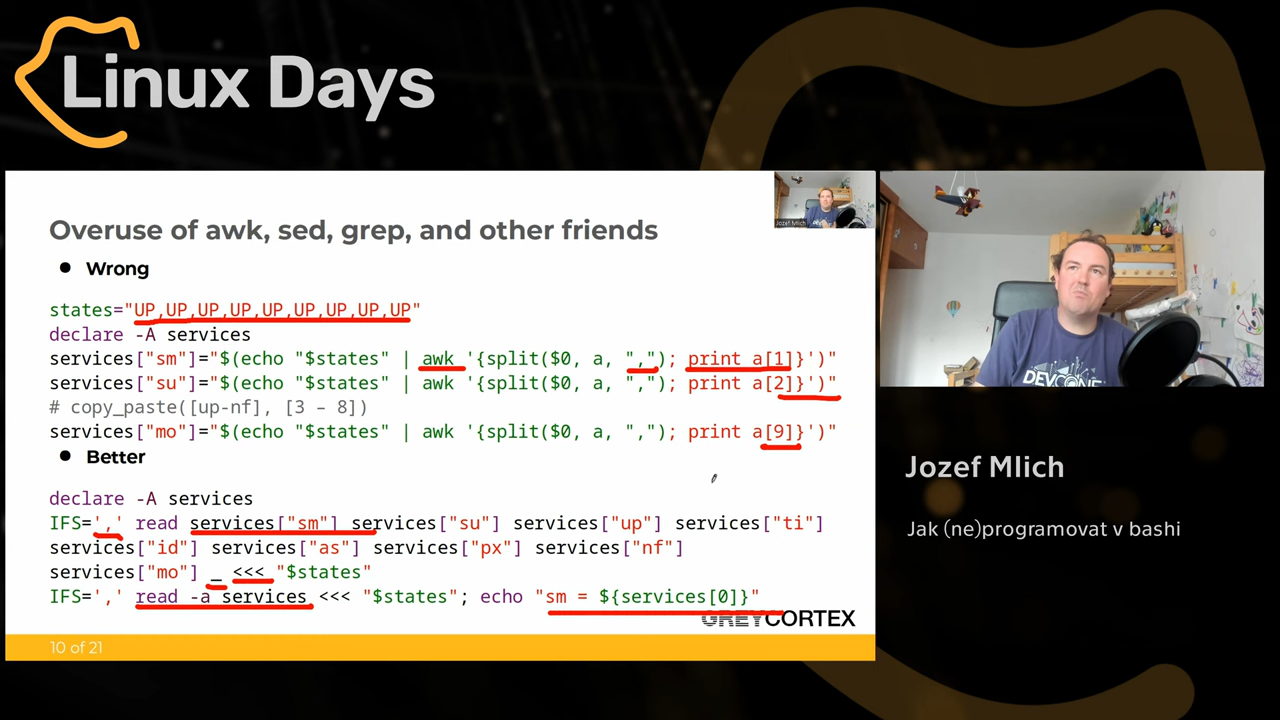 Linux Days
Overuse of awk, sed, grep, and other friends
Jozef Mlich
● Wrong
states="UP,UP,UP,UP,UP,UP,UP,UP,UP"
declare -A services
services["sm"]="$(echo "$states" | awk '{split($0, a, ","); print a[1]}')"
services["su"]="$(echo "$states" | awk '{split($0, a, ","); print a[2]}')"
# copy_paste([up-nf], [3 – 8])
services["mo"]="$(echo "$states" | awk '{split($0, a, ","); print a[9]}')"
● Better
declare -A services
IFS=',' read services["sm"] services["su"] services["up"] services["ti"]
services["id"] services["as"] services["px"] services["nf"]
services["mo"] _ <<< "$states"
IFS=',' read -a services <<< "$states"; echo "sm = ${services[0]}"
GREYCORTEX
10 of 21
DEVCONF
Jozef Mlich
Jak (ne)programovat v bashi